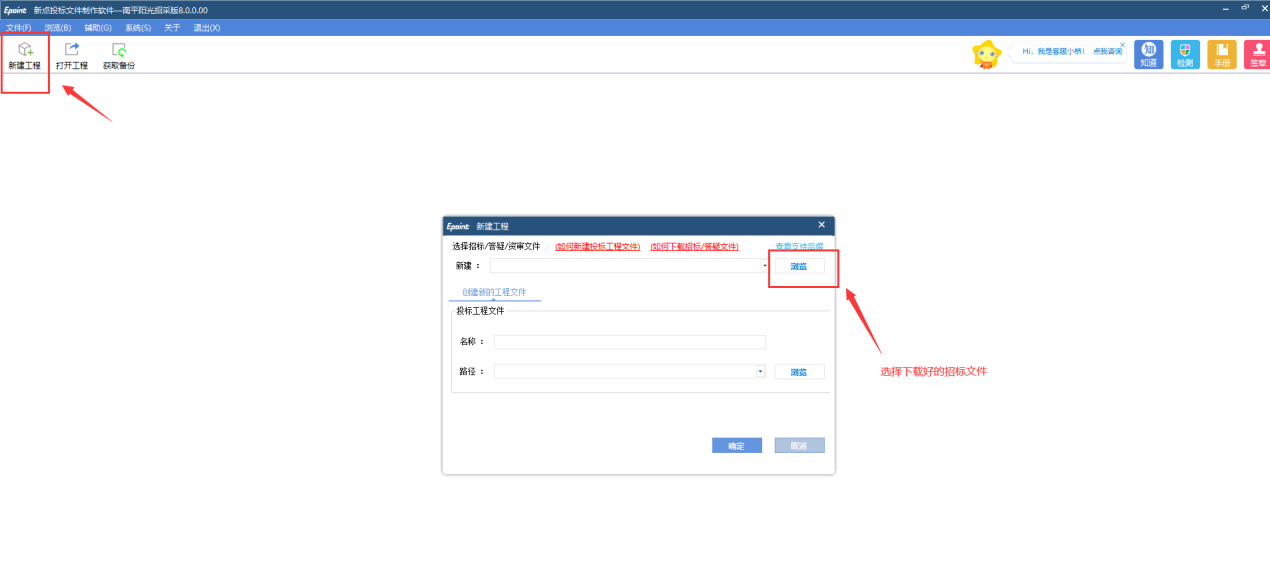 Epoint 新点投标文件制作软件—南平阳光招采版8.0.0.00
文件(F) 浏览(B) 辅助(G) 系统(S) 关于 退出(X)
新建工程 打开工程 获取备份
Hi，我是客服小桥！ 点我咨询
知
知道 检测 手册 签章
Epoint 新建工程
选择招标/答疑/资审文件 (如何新建投标工程文件) (如何下载招标/答疑文件) 查看支持后缀
新建： 浏览
创建新的工程文件
投标工程文件
名称：
路径： 浏览
选择下载好的招标文件
确定 取消